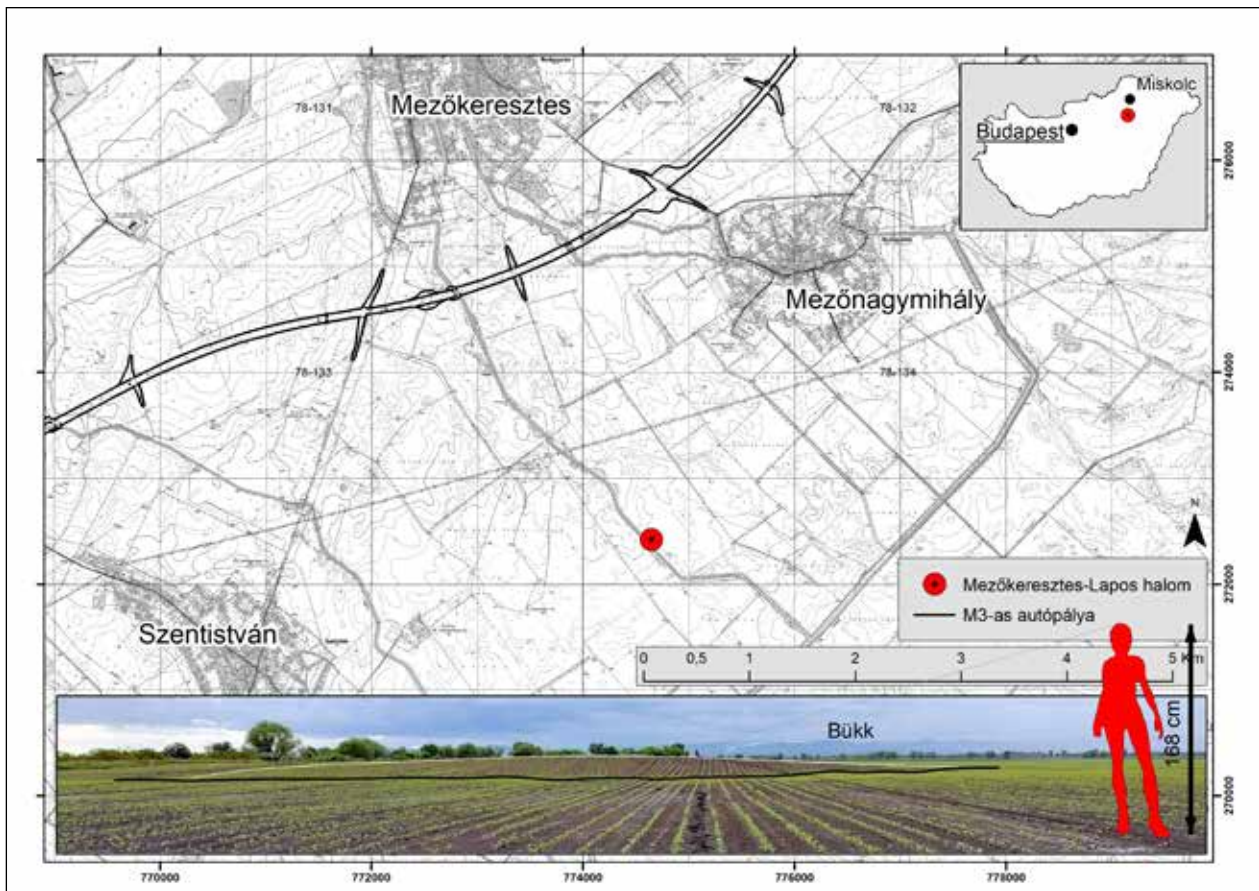 Mezőkeresztes
78-131
78-132
Miskolc
Budapest
276000
Mezőnagymihály
78-133
78-134
274000
N
Mezőkeresztes-Lapos halom
M3-as autópálya
272000
Szentistván
0 0,5 1 2 3 4 5 Km
Bükk
168 cm
270000
770000 772000 774000 776000 778000